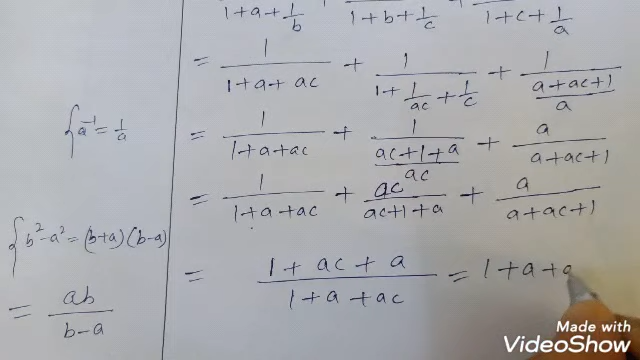 1+a+1/b 1+b+1/c 1+c+1/a
= 1/(1+a+ac) + 1/(1+1/ac+1/c) + 1/((a+ac+1)/a)
{a⁻¹=1/a
= 1/(1+a+ac) + 1/((ac+1+a)/ac) + a/(a+ac+1)
= 1/(1+a+ac) + ac/(ac+1+a) + a/(a+ac+1)
{b²-a²=(b+a)(b-a)
= (1+ac+a)/(1+a+ac) = 1+a+a
= ab/(b-a)
Made with
VideoShow